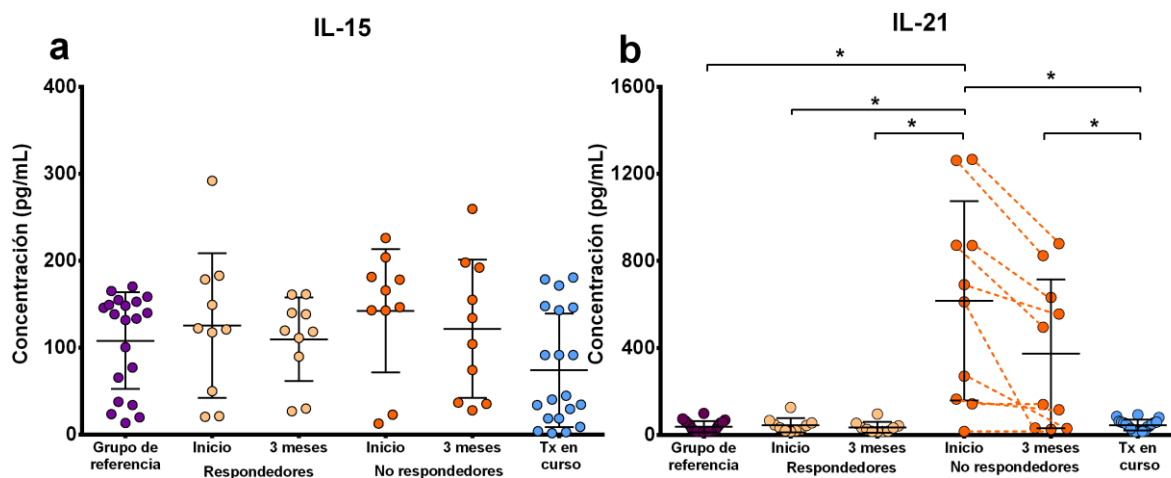 a
IL-15
Concentración (pg/mL)
400
300
200
100
0
Grupo de
referencia
Inicio
3 meses
Respondedores
Inicio
3 meses
No respondedores
Tx en
curso
b
IL-21
*
*
*
*
*
Concentración (pg/mL)
1600
1200
800
400
0
Grupo de
referencia
Inicio
3 meses
Respondedores
Inicio
3 meses
No respondedores
Tx en
curso